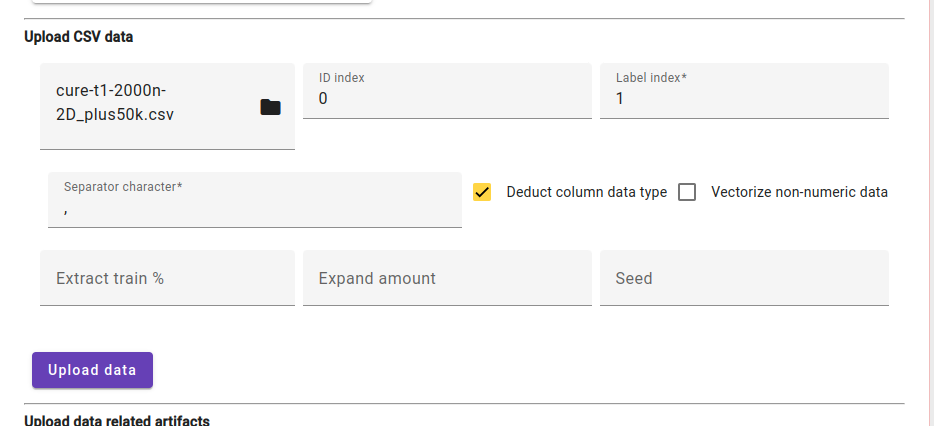 Upload CSV data
cure-t1-2000n-
2D_plus50k.csv
ID index
0
Label index*
1
Separator character*
,
Deduct column data type
Vectorize non-numeric data
Extract train %
Expand amount
Seed
Upload data
Upload data related artifacts